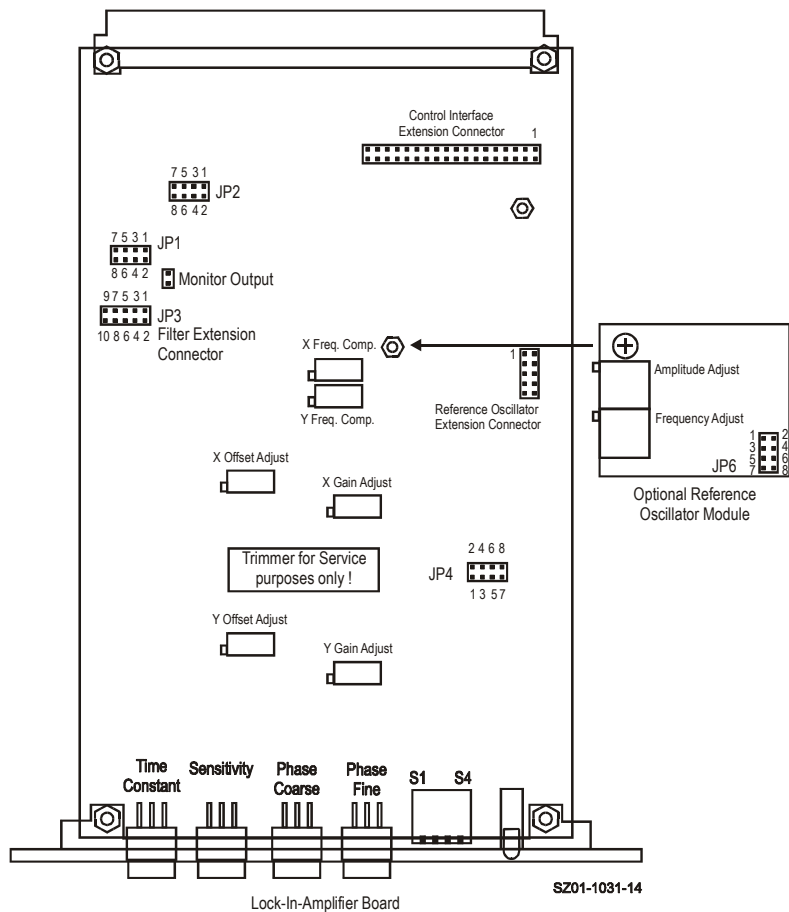 Control Interface
Extension Connector
1
7 5 3 1
JP2
8 6 4 2
7 5 3 1
JP1
8 6 4 2
Monitor Output
9 7 5 3 1
JP3
10 8 6 4 2
Filter Extension
Connector
X Freq. Comp.
Y Freq. Comp.
1
Reference Oscillator
Extension Connector
Amplitude Adjust
Frequency Adjust
1 2
3 4
5 6
7 8
JP6
Optional Reference
Oscillator Module
X Offset Adjust
X Gain Adjust
Trimmer for Service
purposes only !
2 4 6 8
JP4
1 3 5 7
Y Offset Adjust
Y Gain Adjust
Time
Constant
Sensitivity
Phase
Coarse
Phase
Fine
S1 S4
SZ01-1031-14
Lock-In-Amplifier Board